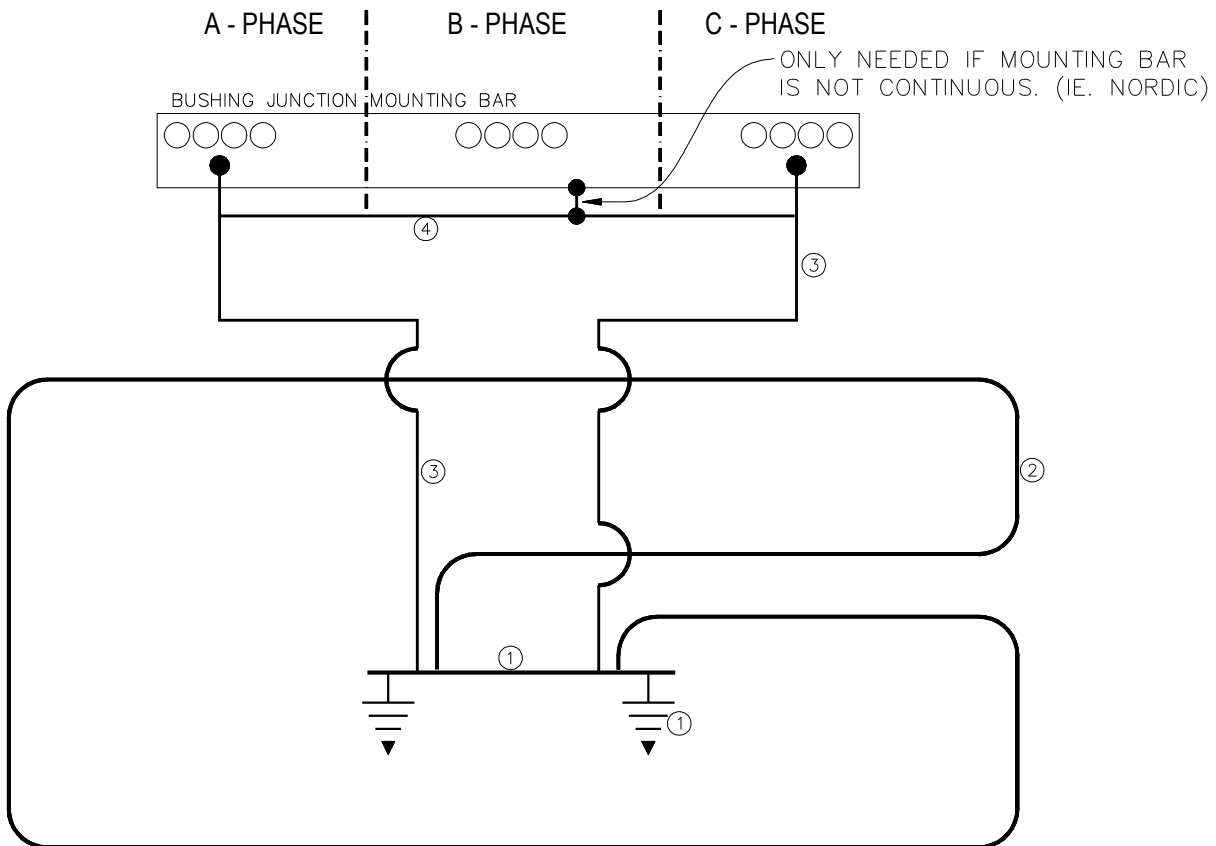 A - PHASE
B - PHASE
C - PHASE
ONLY NEEDED IF MOUNTING BAR
IS NOT CONTINUOUS. (IE. NORDIC)
BUSHING JUNCTION MOUNTING BAR
4
3
3
2
1
1